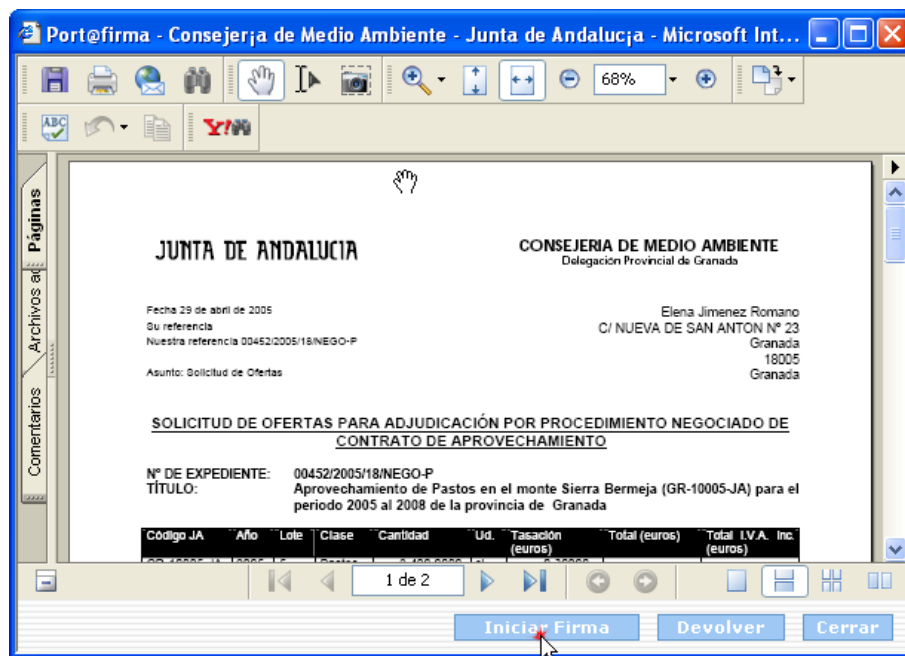 Port@firma - Consejer¡a de Medio Ambiente - Junta de Andaluc¡a - Microsoft Int...
68%
ABC
Y!
Páginas
Archivos ad
Comentarios
JUNTA DE ANDALUCIA
CONSEJERIA DE MEDIO AMBIENTE
Delegación Provincial de Granada
Fecha 29 de abril de 2005
Su referencia
Nuestra referencia 00452/2005/18/NEGO-P
Asunto: Solicitud de Ofertas
Elena Jimenez Romano
C/ NUEVA DE SAN ANTON Nº 23
Granada
18005
Granada
SOLICITUD DE OFERTAS PARA ADJUDICACIÓN POR PROCEDIMIENTO NEGOCIADO DE
CONTRATO DE APROVECHAMIENTO
Nº DE EXPEDIENTE: 00452/2005/18/NEGO-P
TÍTULO: Aprovechamiento de Pastos en el monte Sierra Bermeja (GR-10005-JA) para el
periodo 2005 al 2008 de la provincia de Granada
Código JA Año Lote Clase Cantidad Ud. Tasación (euros) Total (euros) Total I.V.A. Inc. (euros)
1 de 2
Iniciar Firma Devolver Cerrar